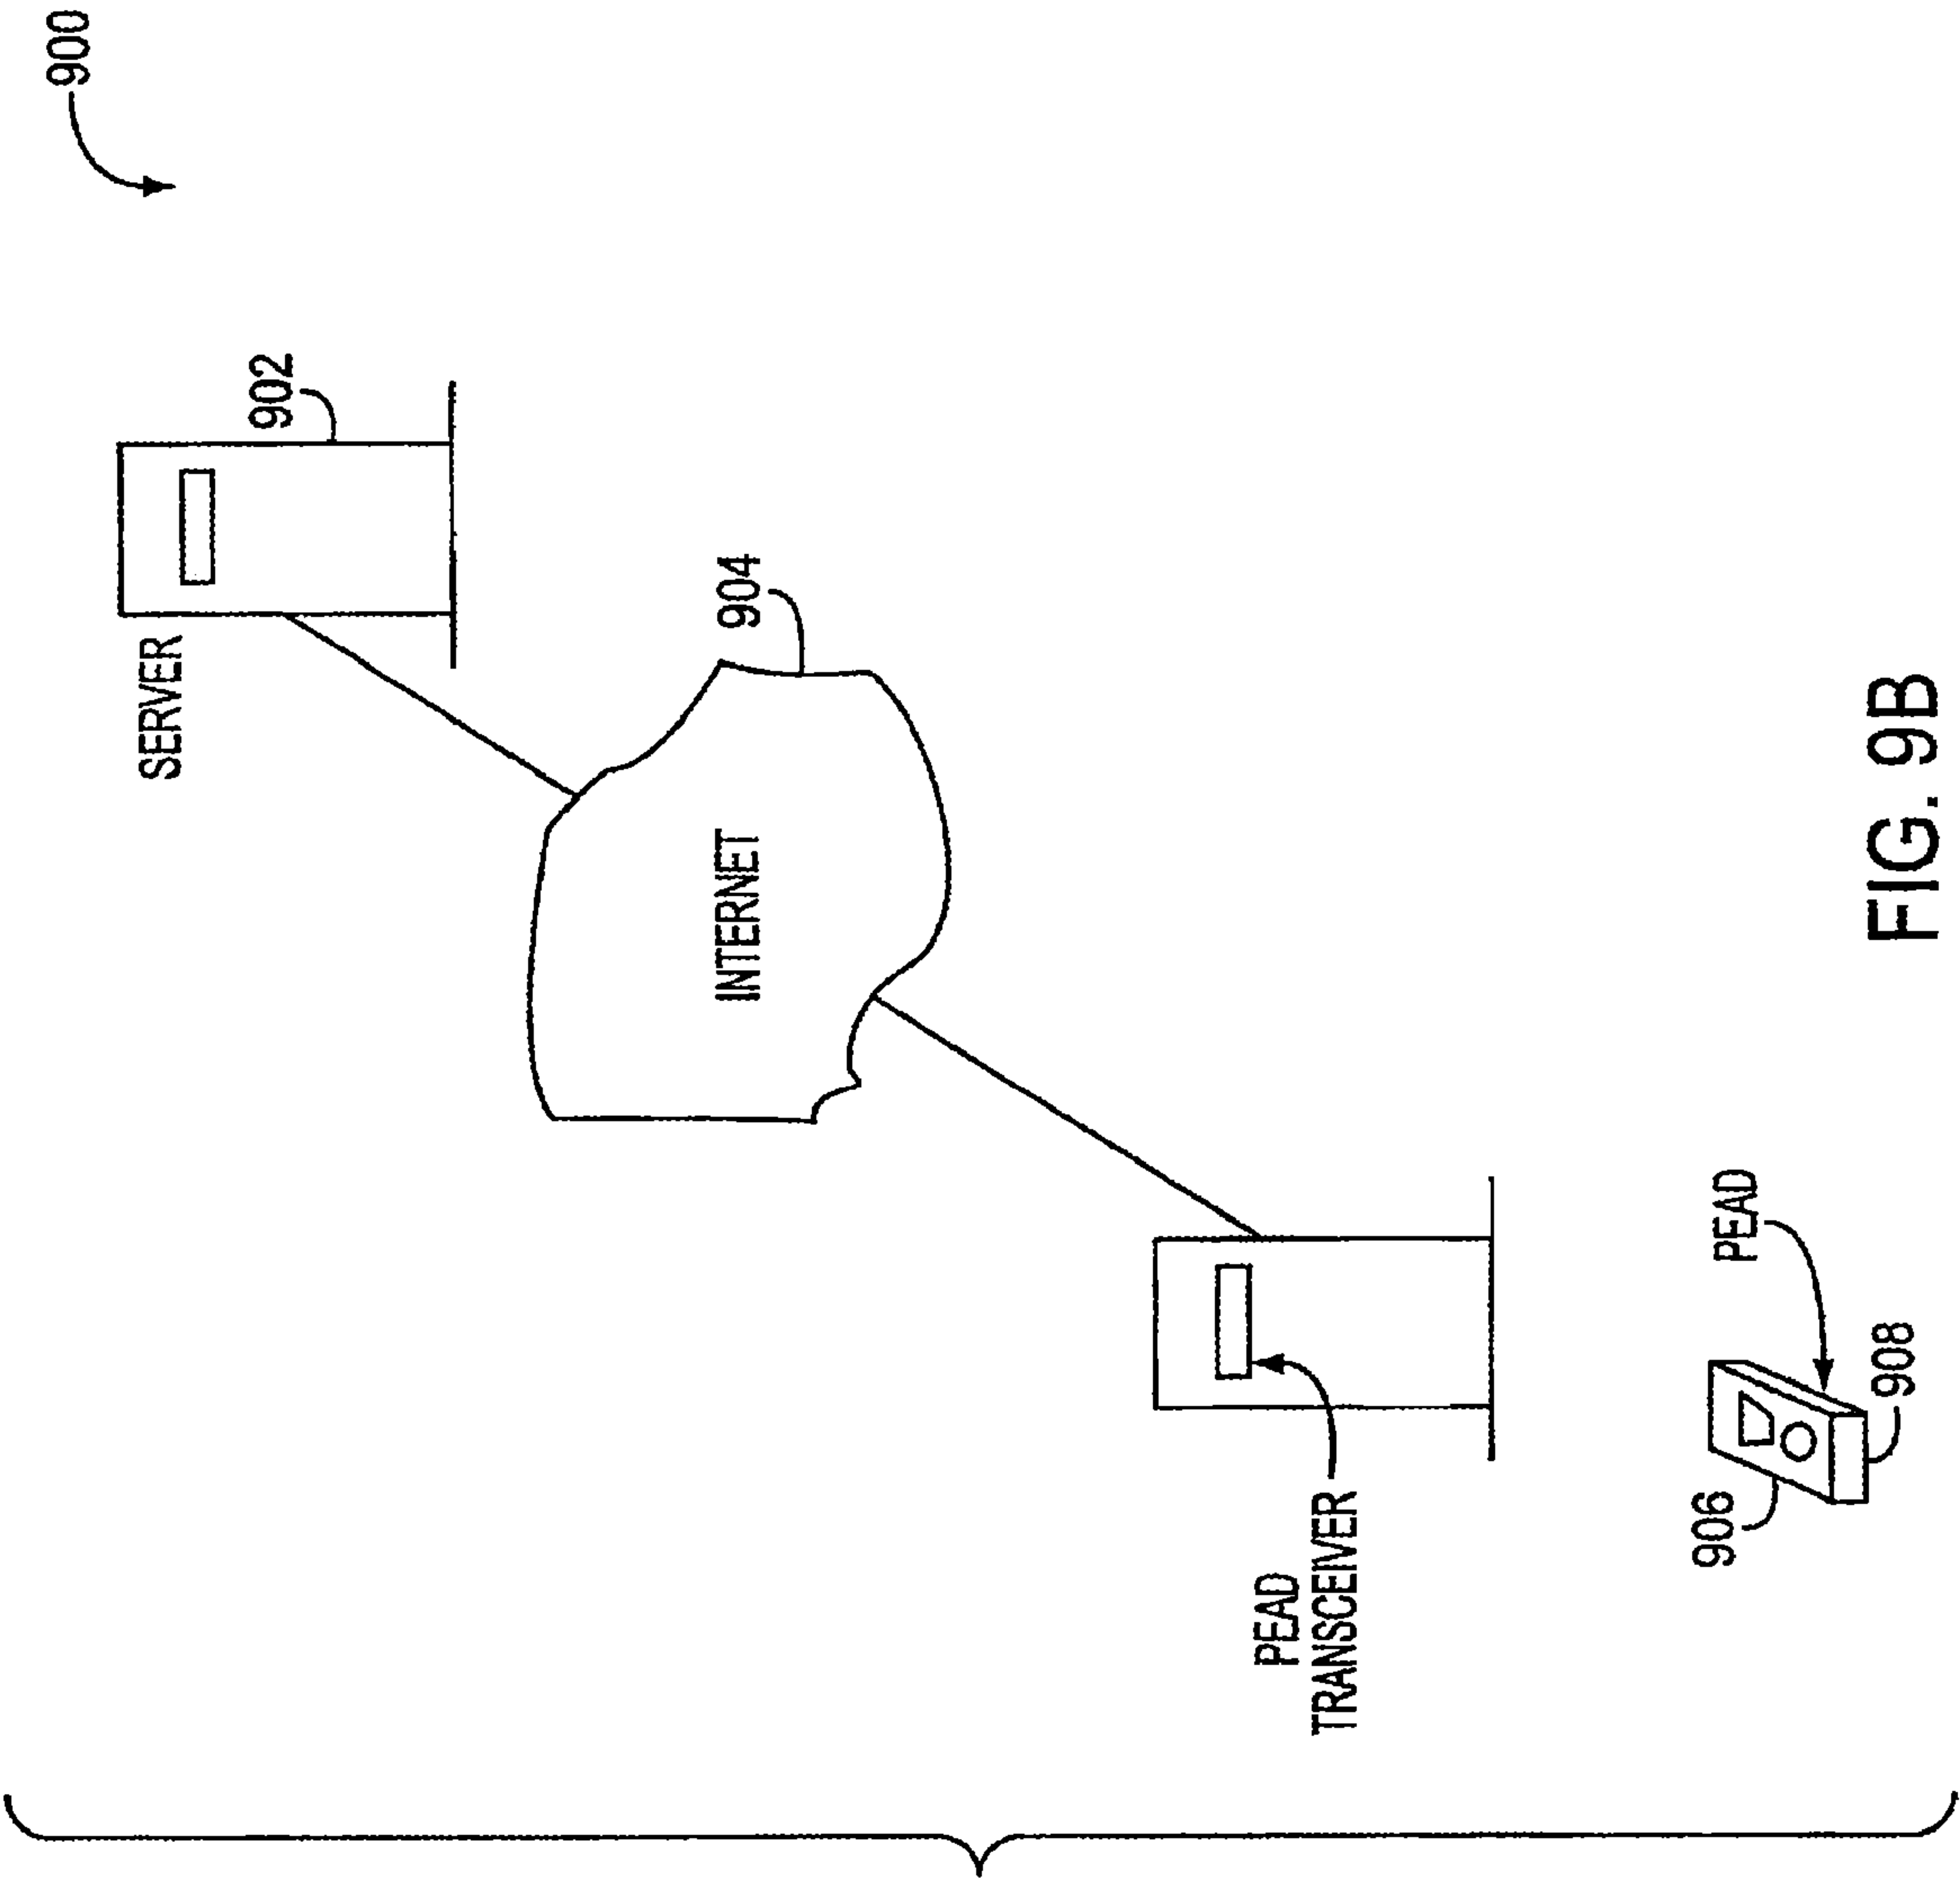 900
902
SERVER
904
INTERNET
PEAD
TRANSCEIVER
PEAD
906
908
FIG. 9B